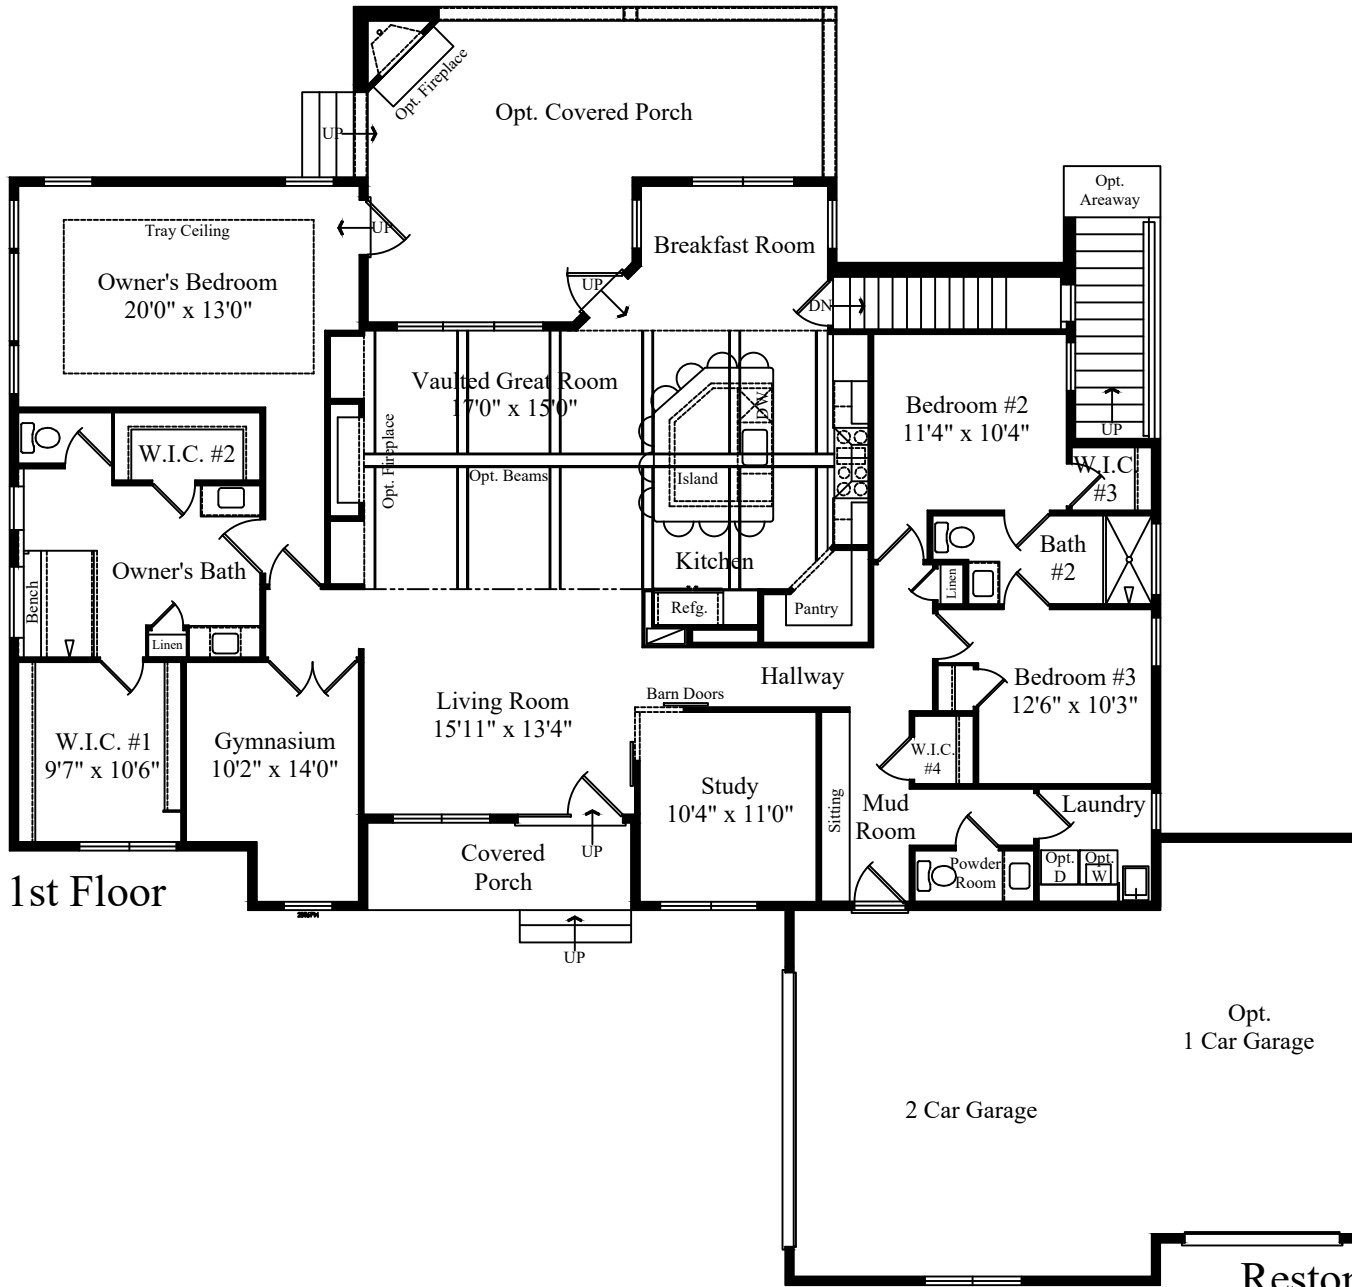 Opt. Fireplace
Opt. Covered Porch
UP
Opt.
Areaway
Tray Ceiling
UP
Breakfast Room
Owner's Bedroom
20'0" x 13'0"
UP
DN
Vaulted Great Room
17'0" x 15'0"
DW
Bedroom #2
11'4" x 10'4"
UP
W.I.C. #2
Opt. Fireplace
Opt. Beams
Island
W.I.C
#3
Kitchen
Bath
#2
Owner's Bath
Bench
Linen
Refg.
Pantry
Linen
Hallway
Bedroom #3
12'6" x 10'3"
Living Room
15'11" x 13'4"
Barn Doors
W.I.C. #1
9'7" x 10'6"
Gymnasium
10'2" x 14'0"
W.I.C.
#4
Study
10'4" x 11'0"
Sitting
Mud
Room
Laundry
Covered
Porch
UP
Powder
Room
Opt.
D
Opt.
W
1st Floor
UP
Opt.
1 Car Garage
2 Car Garage
Restor